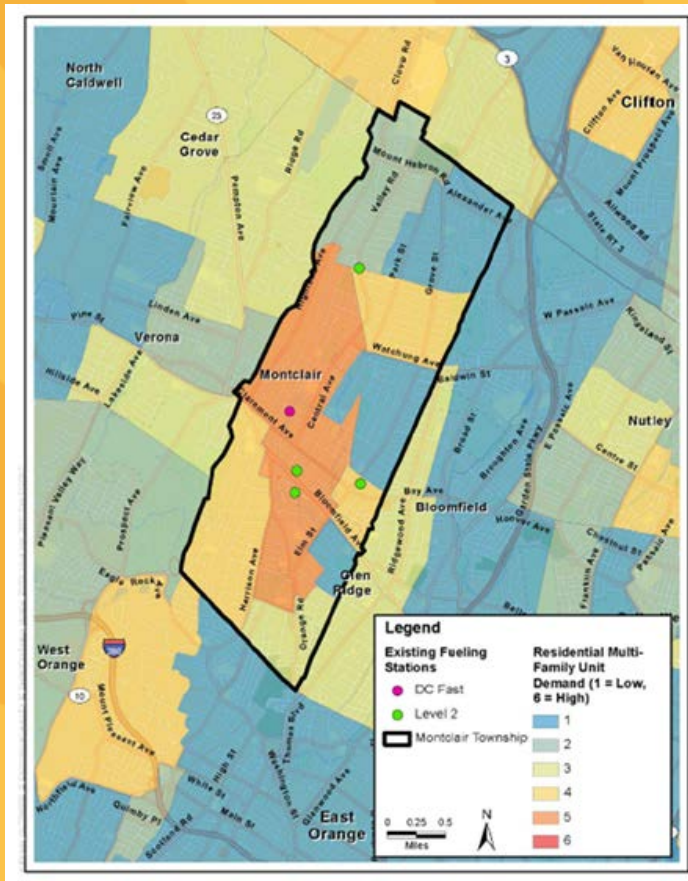 North
Caldwell
Clove Rd
3
Van Houten Ave
Clifton Ave
Clifton
23
Cedar
Grove
Ridge Rd
Small Ave
Mountain Ave
Fairview Ave
Pompton Ave
Mount Hebron Rd
Valley Rd
Alexander Ave
Mount Prospect Ave
Allwood Rd
State RT 3
Park St
Grove St
Highland Ave
Linden Ave
Pine St
Verona
W Passaic Ave
Kingsland St
Watchung Ave
Hillside Ave
Lakeside Ave
Montclair
Baldwin St
Claremont Ave
Central Ave
Broad St
Broughton Ave
Garden State Pkwy
E Passaic Ave
Nutley
Centre St
Pleasant Valley Way
Prospect Ave
Bay Ave
Bloomfield
Hoover Ave
Bloomfield Ave
Ridgewood Ave
Chestnut St
Passaic Ave
Franklin Ave
Elm St
Eagle Rock
Ave
Harrison Ave
Glen
Ridge
Orange Rd
West
Orange
10
Mount Pleasant Ave
Thomas Blvd
High St
Washington St
Glenwood Ave
Northfield Ave
White St
Quimby Pl
Main St
Scotland Rd
East
Orange
Legend
Existing Fueling
Stations
DC Fast
Level 2
Montclair Township
Residential Multi-
Family Unit
Demand (1 = Low,
6 = High)
1
2
3
4
5
6
0 0.25 0.5
Miles
N